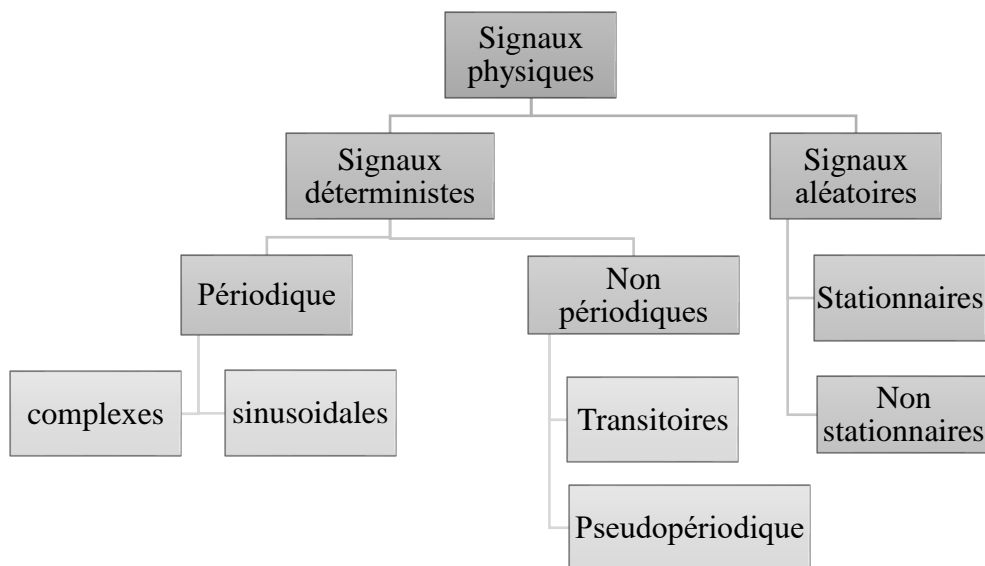 Signaux
physiques
Signaux
déterministes
Signaux
aléatoires
Périodique
Non
périodiques
Stationnaires
complexes
sinusoidales
Transitoires
Non
stationnaires
Pseudopériodique